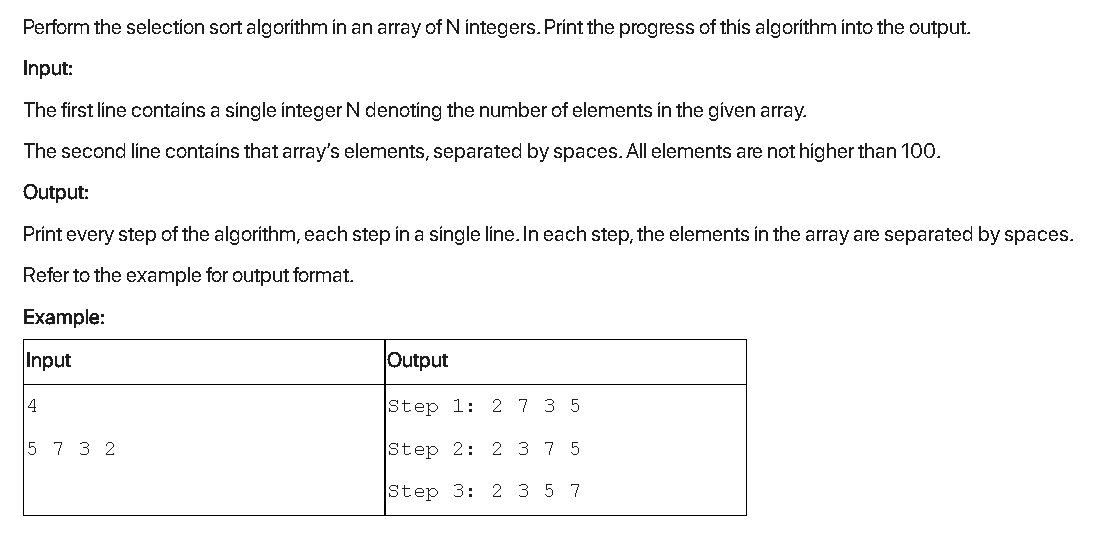 Perform the selection sort algorithm in an array of N integers. Print the progress of this algorithm into the output.
Input:
The first line contains a single integer N denoting the number of elements in the given array.
The second line contains that array's elements, separated by spaces. All elements are not higher than 100.
Output:
Print every step of the algorithm, each step in a single line. In each step, the elements in the array are separated by spaces.
Refer to the example for output format.
Example:
Input Output
4 Step 1: 2 7 3 5
5 7 3 2 Step 2: 2 3 7 5
Step 3: 2 3 5 7